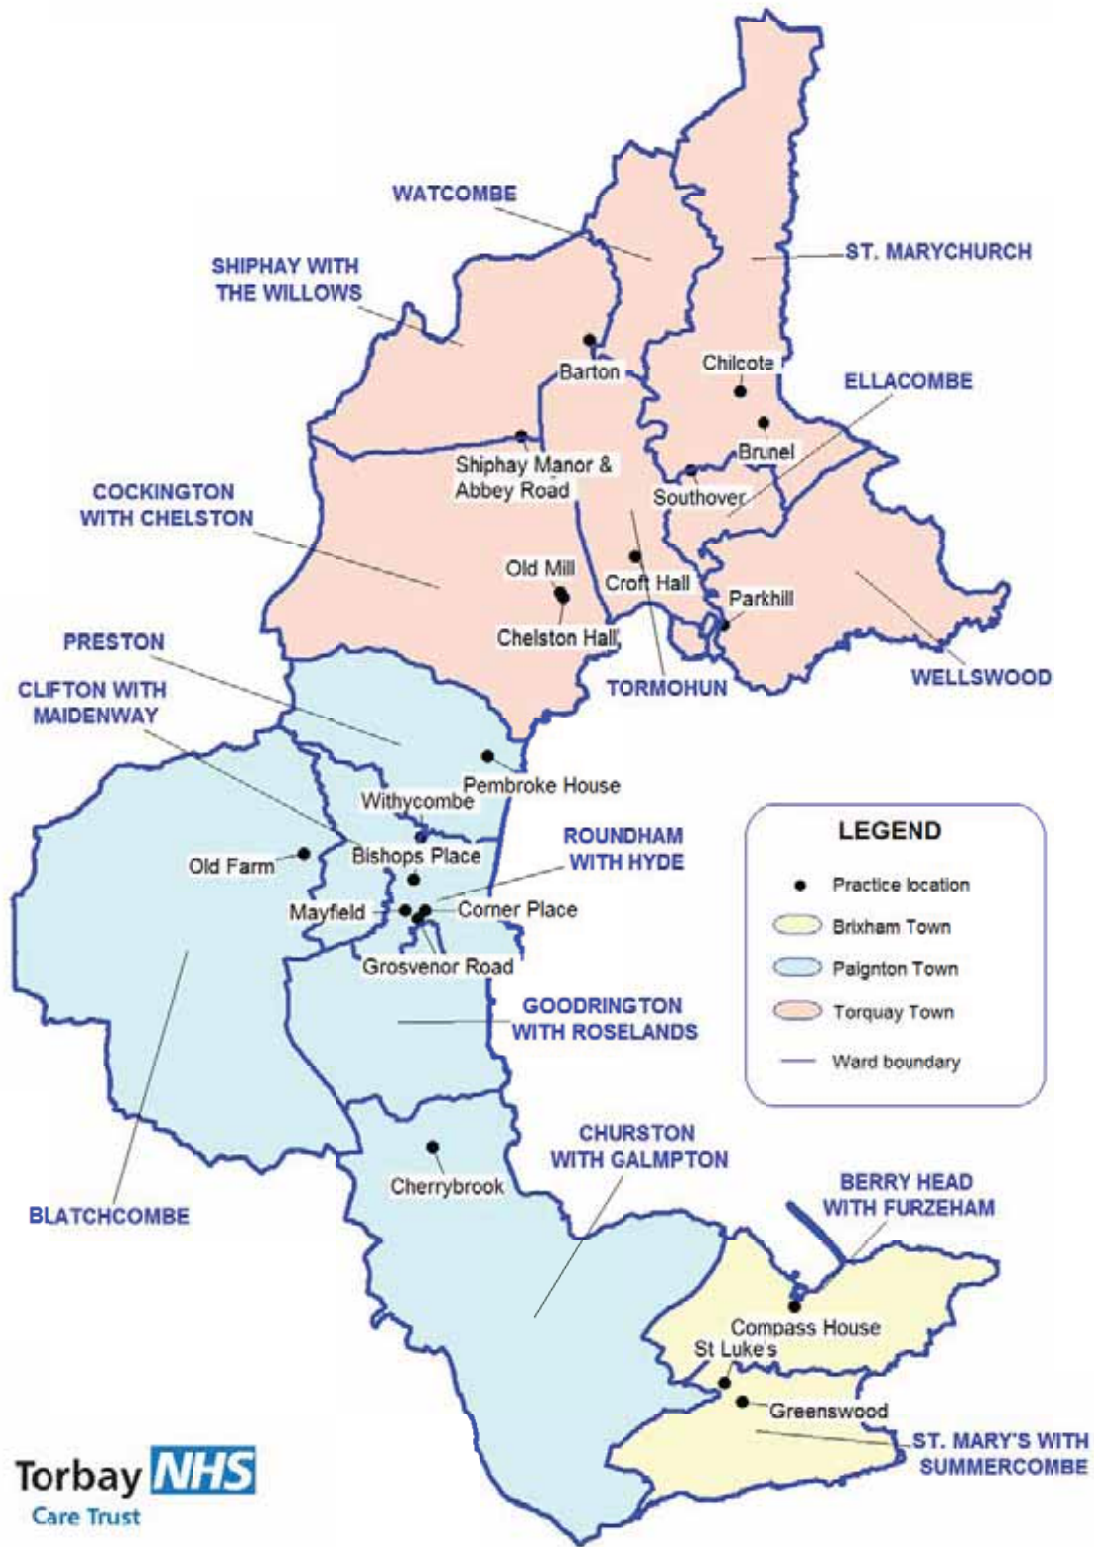 WATCOMBE
ST. MARYCHURCH
SHIPHAY WITH
THE WILLOWS
Barton
Chilcote
ELLACOMBE
Brunel
Shiphay Manor &
Abbey Road
Southover
COCKINGTON
WITH CHELSTON
Old Mill
Croft Hall
Parkhill
Chelston Hall
PRESTON
WELLSWOOD
TORMOHUN
CLIFTON WITH
MAIDENWAY
Pembroke House
Withycombe
ROUNDHAM
WITH HYDE
Bishops Place
Old Farm
Mayfeld
Corner Place
Grosvenor Road
GOODRINGTON
WITH ROSELANDS
LEGEND
Practice location
Brixham Town
Paignton Town
Torquay Town
Ward boundary
CHURSTON
WITH GALMPTON
Cherrybrook
BERRY HEAD
WITH FURZEHAM
BLATCHCOMBE
Compass House
St Luke's
Greenswood
ST. MARY'S WITH
SUMMERCOMBE
Torbay NHS
Care Trust